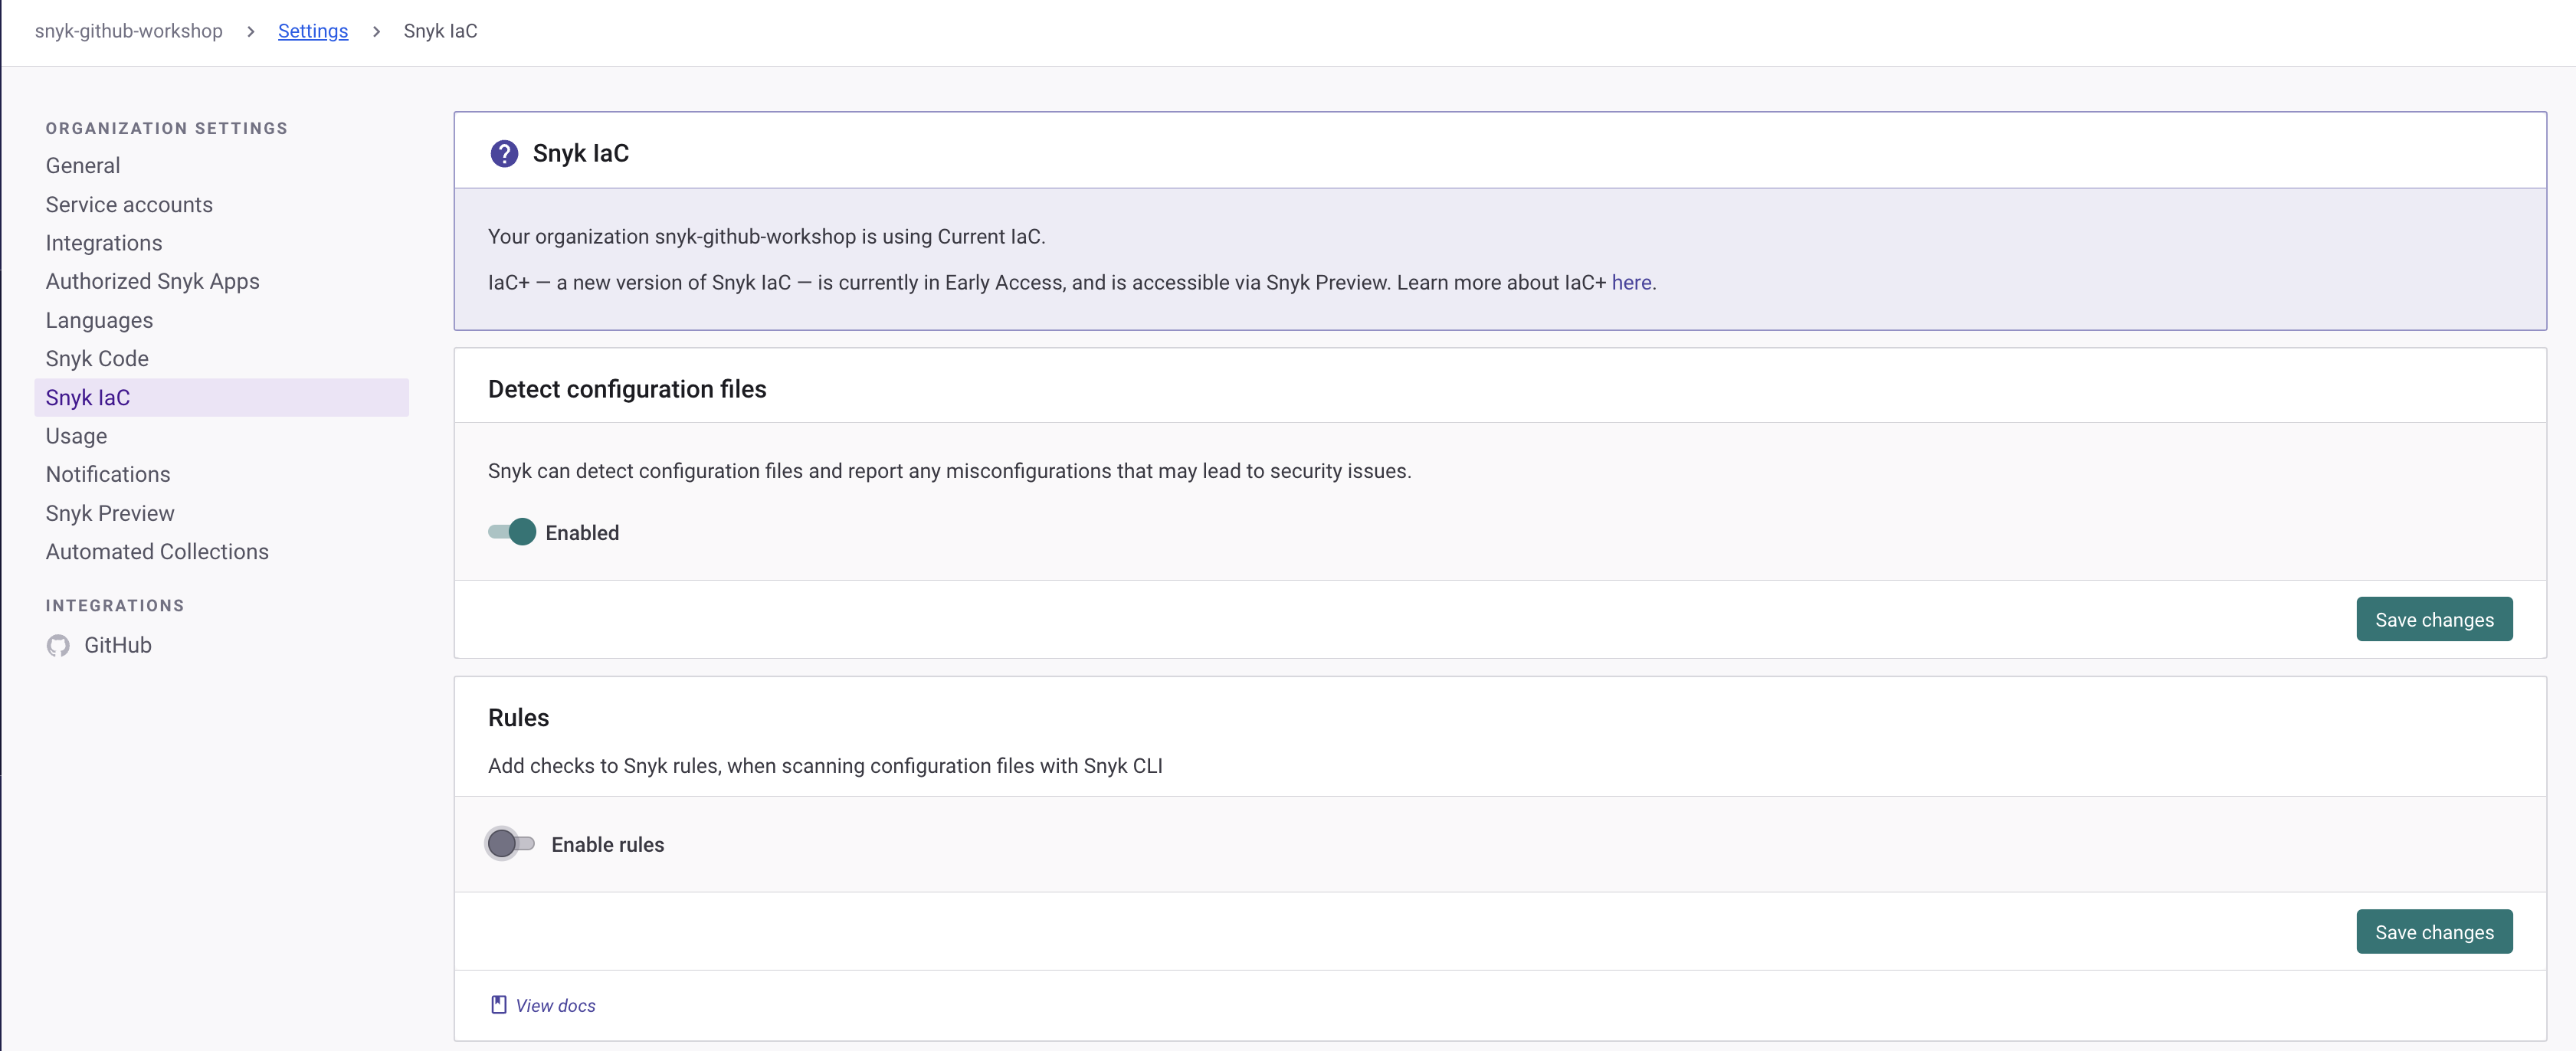 snyk-github-workshop > Settings > Snyk IaC
ORGANIZATION SETTINGS
General
Service accounts
Integrations
Authorized Snyk Apps
Languages
Snyk Code
Snyk IaC
Usage
Notifications
Snyk Preview
Automated Collections
INTEGRATIONS
GitHub
Snyk IaC
Your organization snyk-github-workshop is using Current IaC.
IaC+ — a new version of Snyk IaC — is currently in Early Access, and is accessible via Snyk Preview. Learn more about IaC+ here.
Detect configuration files
Snyk can detect configuration files and report any misconfigurations that may lead to security issues.
Enabled
Save changes
Rules
Add checks to Snyk rules, when scanning configuration files with Snyk CLI
Enable rules
Save changes
View docs